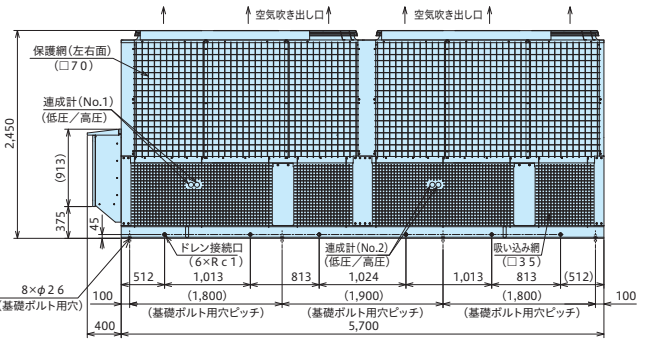 空気吹き出し口
空気吹き出し口
保護網(左右面)
(□70)
連成計(No.1)
(低圧/高圧)
2,450
(913)
375
45
ドレン接続口
(6×Rc1)
連成計(No.2)
(低圧/高圧)
吸い込み網
(□35)
512
1,013
813
1,024
1,013
813
(512)
8×φ26
(基礎ボルト用穴)
100
(1,800)
(1,900)
(1,800)
100
(基礎ボルト用穴ピッチ)
(基礎ボルト用穴ピッチ)
(基礎ボルト用穴ピッチ)
400
5,700